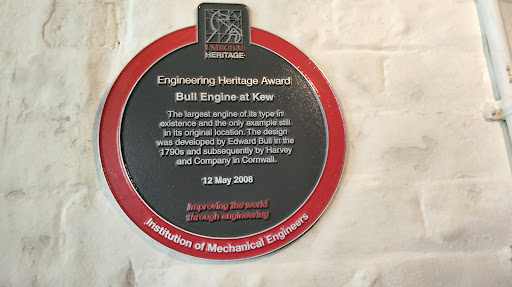 HERITAGE
Engineering Heritage Award
Bull Engine at Kew
The largest engine of its type in
existence and the only example still
in its original location. The design
was developed by Edward Bull in the
1790s and subsequently by Harvey
and Company in Cornwall.
12 May 2008
Improving the world
through engineering
Institution of Mechanical Engineers